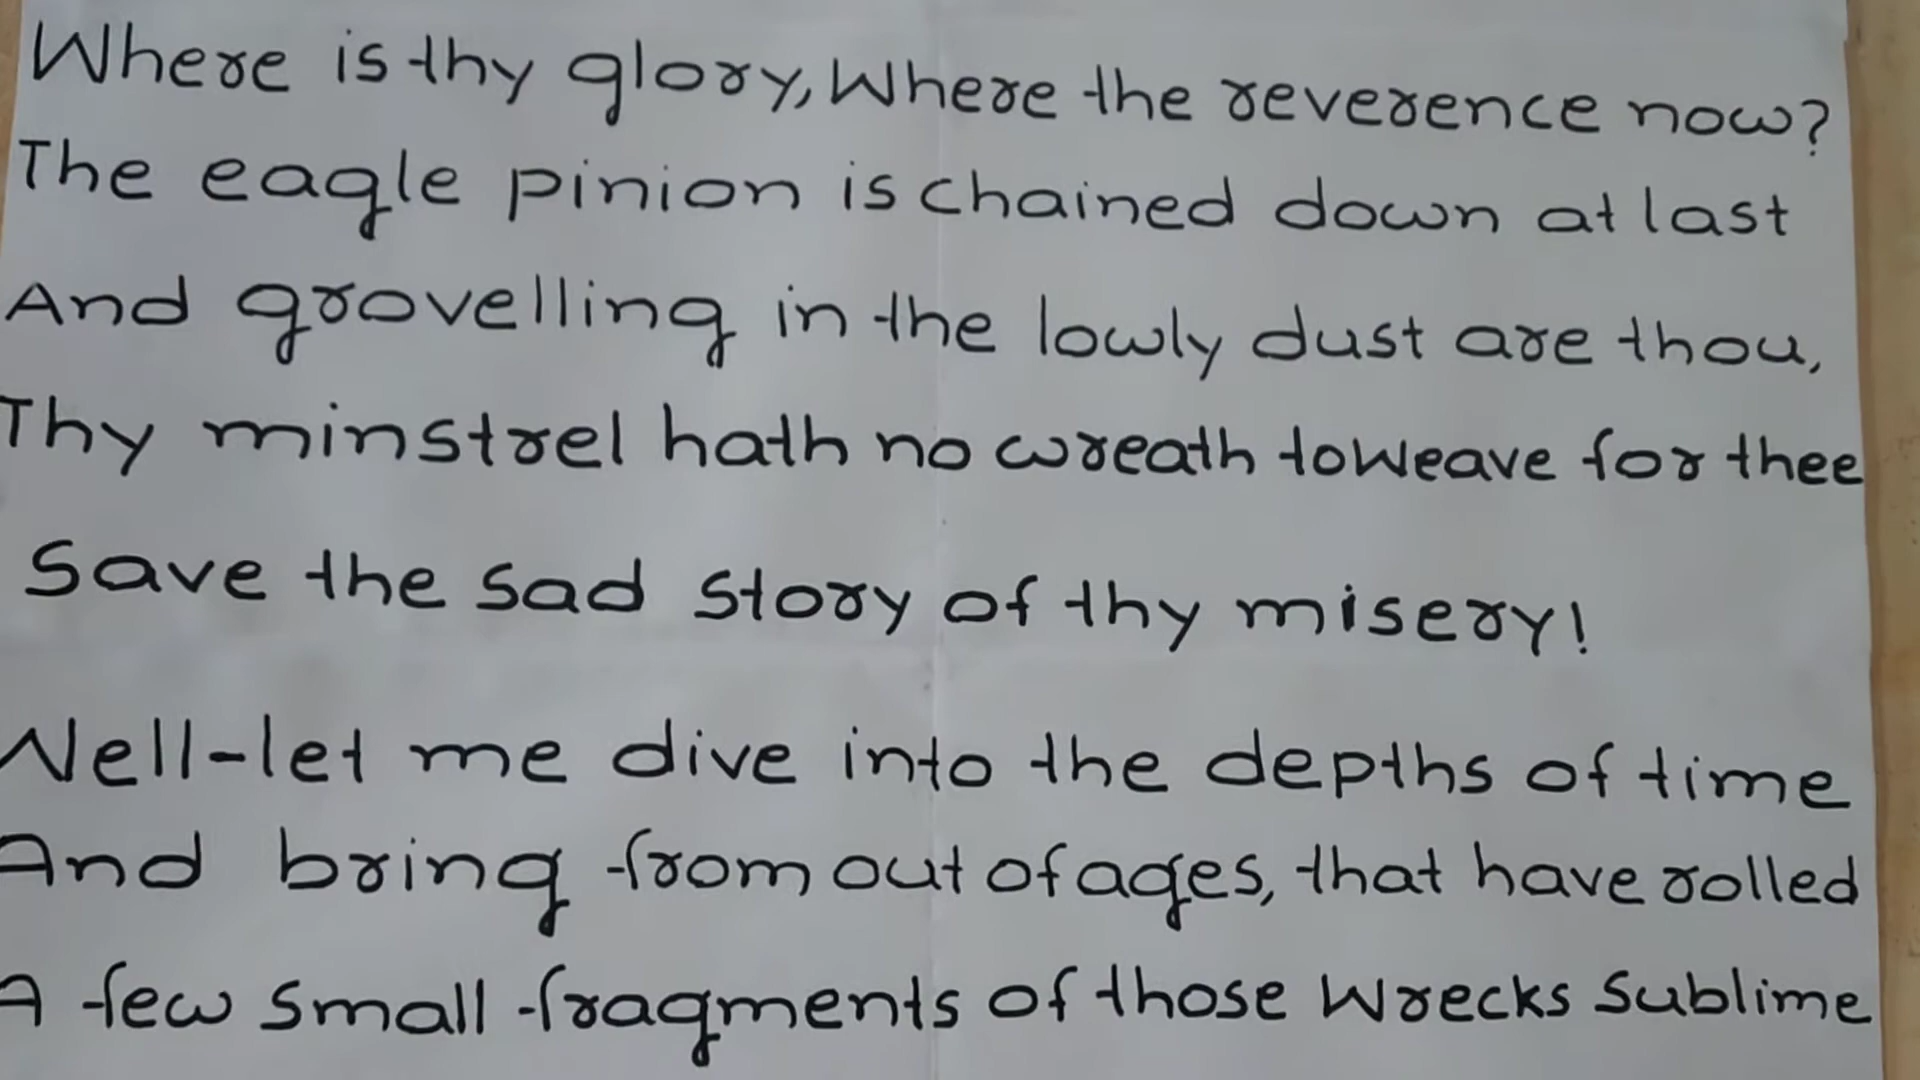 Where is thy glory, Where the reverence now?
The eagle pinion is chained down at last
And grovelling in the lowly dust are thou,
Thy minstrel hath no wreath to Weave for thee
Save the sad story of thy misery!
Well-let me dive into the depths of time
And bring from out of ages, that have rolled
A few small fragments of those Wrecks Sublime